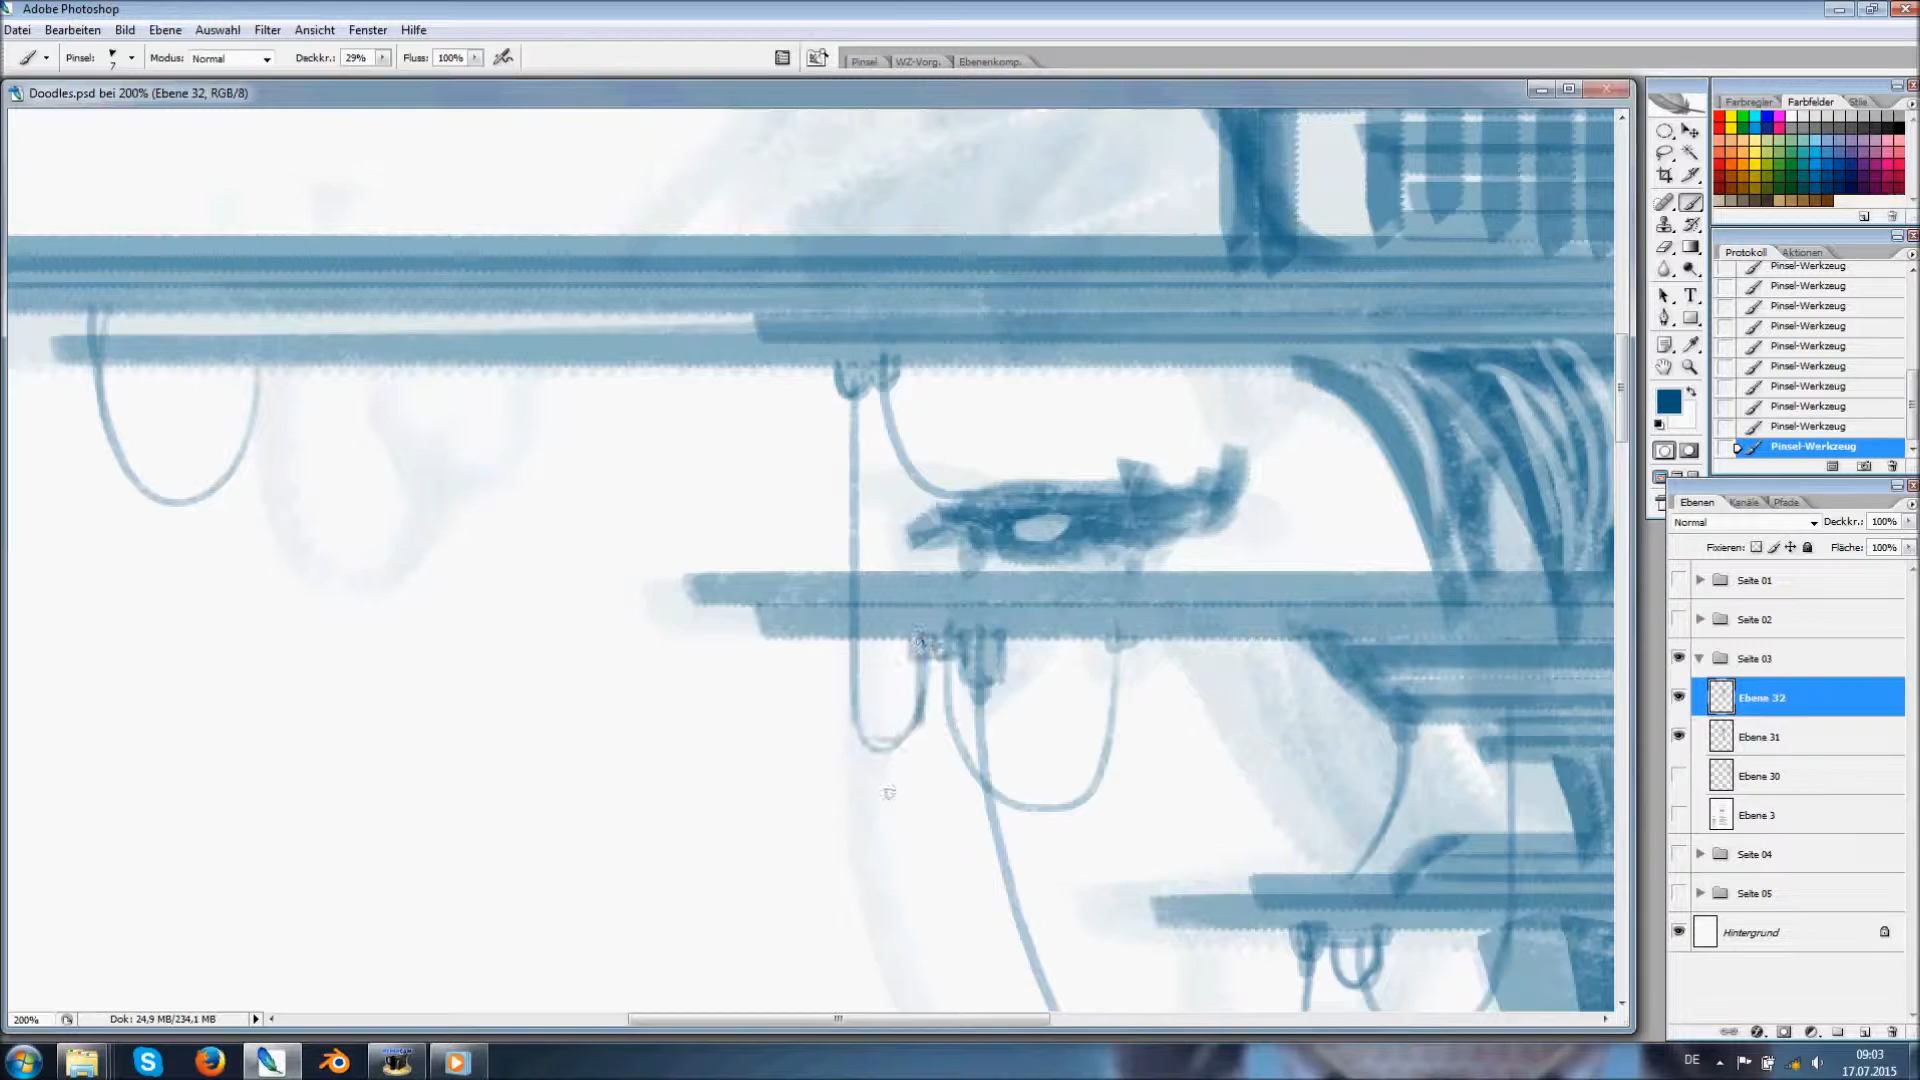 Adobe Photoshop
Datei Bearbeiten Bild Ebene Auswahl Filter Ansicht Fenster Hilfe
Pinsel: 7 Modus: Normal Deckkr.: 29% Fluss: 100% Pinsel WZ-Vorg. Ebenenkomp.
Doodles.psd bei 200% (Ebene 32, RGB/8)
Farbregler Farbfelder Stile
Protokoll Aktionen
Pinsel-Werkzeug
Pinsel-Werkzeug
Pinsel-Werkzeug
Pinsel-Werkzeug
Pinsel-Werkzeug
Pinsel-Werkzeug
Pinsel-Werkzeug
Pinsel-Werkzeug
Pinsel-Werkzeug
Pinsel-Werkzeug
Ebenen Kanäle Pfade
Normal Deckkr.: 100%
Fixieren: Fläche: 100%
Seite 01
Seite 02
Seite 03
Ebene 32
Ebene 31
Ebene 30
Ebene 3
Seite 04
Seite 05
Hintergrund
200% Dok: 24,9 MB/234,1 MB
DE 09:03
17.07.2015